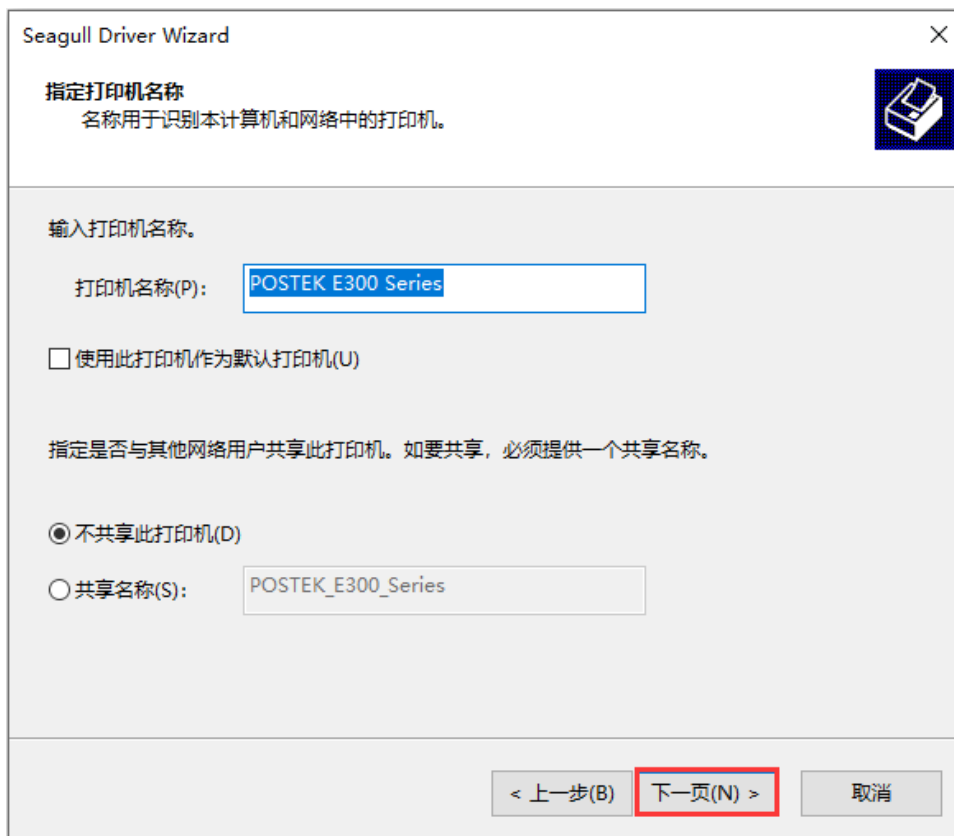 Seagull Driver Wizard
指定打印机名称
名称用于识别本计算机和网络中的打印机。
输入打印机名称。
打印机名称(P)： POSTEK E300 Series
使用此打印机作为默认打印机(U)
指定是否与其他网络用户共享此打印机。如要共享，必须提供一个共享名称。
不共享此打印机(D)
共享名称(S)： POSTEK_E300_Series
< 上一步(B) 下一页(N) > 取消